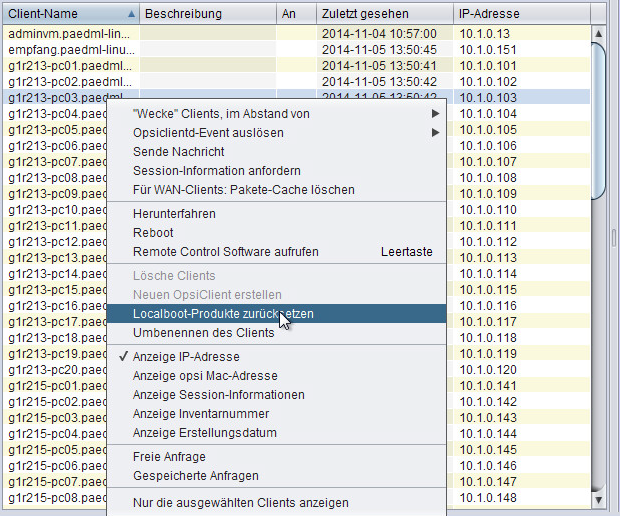 Client-Name Beschreibung An Zuletzt gesehen IP-Adresse
adminvm.paedml-lin... 2014-11-04 10:57:00 10.1.0.13
empfang.paedml-linu... 2014-11-05 13:50:45 10.1.0.151
g1r213-pc01.paedml... 2014-11-05 13:50:41 10.1.0.101
g1r213-pc02.paedml... 2014-11-05 13:50:42 10.1.0.102
g1r213-pc03.paedml... 2014-11-05 13:50:42 10.1.0.103
g1r213-pc04.paed 10.1.0.104
g1r213-pc05.paed 10.1.0.105
g1r213-pc06.paed 10.1.0.106
g1r213-pc07.paed 10.1.0.107
g1r213-pc08.paed 10.1.0.108
g1r213-pc09.paed 10.1.0.109
g1r213-pc10.paed 10.1.0.110
g1r213-pc11.paed 10.1.0.111
g1r213-pc12.paed 10.1.0.112
g1r213-pc13.paed 10.1.0.113
g1r213-pc14.paed 10.1.0.114
g1r213-pc15.paed 10.1.0.115
g1r213-pc16.paed 10.1.0.116
g1r213-pc17.paed 10.1.0.117
g1r213-pc18.paed 10.1.0.118
g1r213-pc19.paed 10.1.0.119
g1r213-pc20.paed 10.1.0.120
g1r215-pc01.paed 10.1.0.141
g1r215-pc02.paed 10.1.0.142
g1r215-pc03.paed 10.1.0.143
g1r215-pc04.paed 10.1.0.144
g1r215-pc05.paed 10.1.0.145
g1r215-pc06.paed 10.1.0.146
g1r215-pc07.paed 10.1.0.147
g1r215-pc08.paed 10.1.0.148
"Wecke" Clients, im Abstand von
Opsiclientd-Event auslösen
Sende Nachricht
Session-Information anfordern
Für WAN-Clients: Pakete-Cache löschen
Herunterfahren
Reboot
Remote Control Software aufrufen Leertaste
Lösche Clients
Neuen OpsiClient erstellen
Localboot-Produkte zurücksetzen
Umbenennen des Clients
✓ Anzeige IP-Adresse
Anzeige opsi Mac-Adresse
Anzeige Session-Informationen
Anzeige Inventarnummer
Anzeige Erstellungsdatum
Freie Anfrage
Gespeicherte Anfragen
Nur die ausgewählten Clients anzeigen